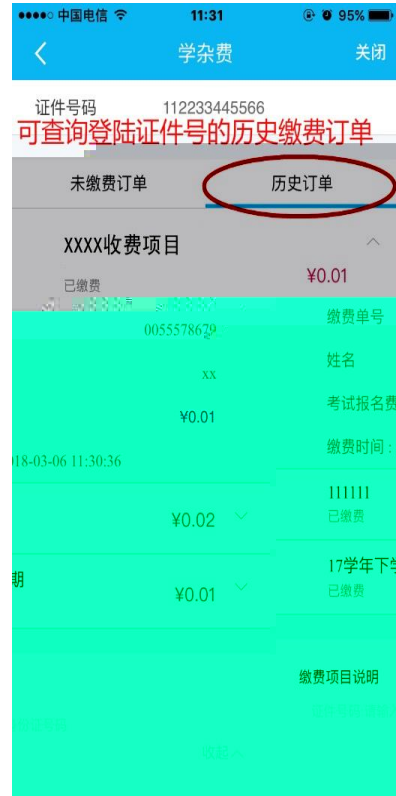 中国电信 11:31 95%
学杂费 关闭
证件号码 112233445566
可查询登陆证件号的历史缴费订单
未缴费订单 历史订单
XXXX收费项目
已缴费 ¥0.01
缴费单号
0055578679
姓名
xx
考试报名费
¥0.01
缴费时间:
18-03-06 11:30:36
111111
已缴费
¥0.02
17学年下学
期
已缴费
¥0.01
缴费项目说明
收起